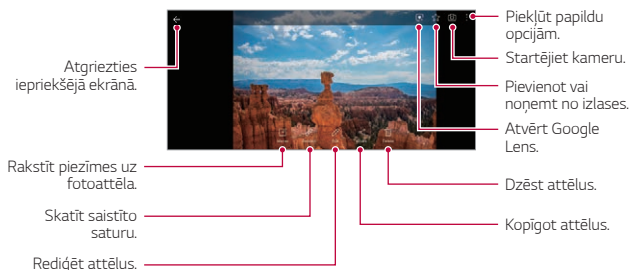 Piekļūt papildu
opcijām.
Startējiet kameru.
Pievienot vai
noņemt no izlases.
Atvērt Google
Lens.
Dzēst attēlus.
Kopīgot attēlus.
Atgriezties
iepriekšējā ekrānā.
Rakstīt piezīmes uz
fotoattēla.
Skatīt saistīto
saturu.
Rediģēt attēlus.